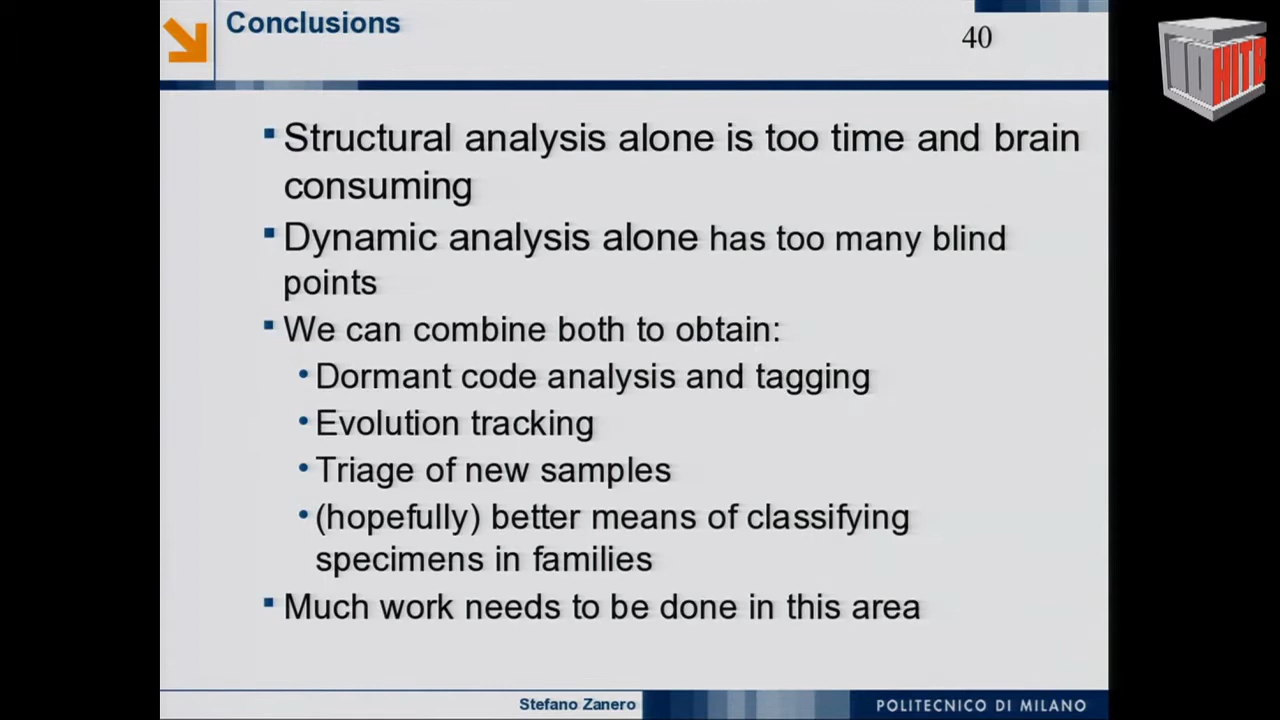 Conclusions
40
HITB
Structural analysis alone is too time and brain
consuming
Dynamic analysis alone has too many blind
points
We can combine both to obtain:
Dormant code analysis and tagging
Evolution tracking
Triage of new samples
(hopefully) better means of classifying
specimens in families
Much work needs to be done in this area
Stefano Zanero
POLITECNICO DI MILANO